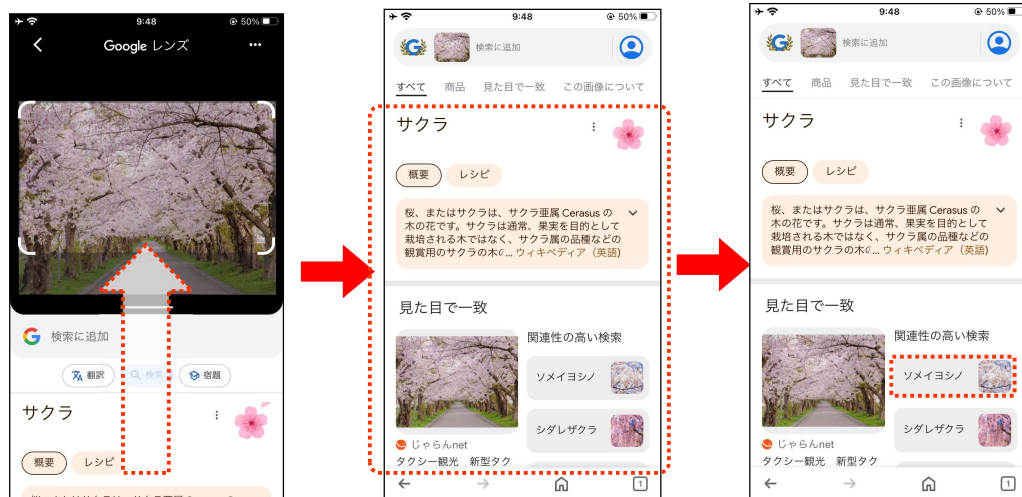 9:48
50%
Google レンズ
検索に追加
翻訳
検索
宿題
サクラ
概要
レシピ
9:48
50%
検索に追加
すべて 商品 見た目で一致 この画像について
サクラ
概要
レシピ
桜、またはサクラは、サクラ亜属 Cerasus の
木の花です。サクラは通常、果実を目的として
栽培される木ではなく、サクラ属の品種などの
観賞用のサクラの木の... ウィキペディア（英語)
見た目で一致
関連性の高い検索
ソメイヨシノ
シダレザクラ
じゃらんnet
タクシー観光 新型タク
1
9:48
50%
検索に追加
すべて 商品 見た目で一致 この画像について
サクラ
概要
レシピ
桜、またはサクラは、サクラ亜属 Cerasus の
木の花です。サクラは通常、果実を目的として
栽培される木ではなく、サクラ属の品種などの
観賞用のサクラの木の... ウィキペディア（英語)
見た目で一致
関連性の高い検索
ソメイヨシノ
シダレザクラ
じゃらんnet
タクシー観光 新型タク
1